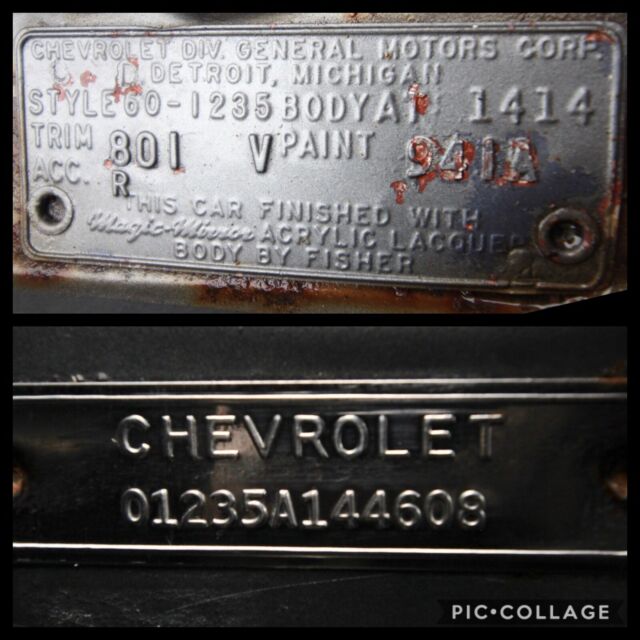 CHEVROLET DIV. GENERAL MOTORS CORP.
DETROIT, MICHIGAN
STYLE 60-1235 BODY A 1414
TRIM 801 V PAINT 941A
ACC. R
THIS CAR FINISHED WITH
Magic-Mirror ACRYLIC LACQUER
BODY BY FISHER
CHEVROLET
01235A144608
PIC•COLLAGE